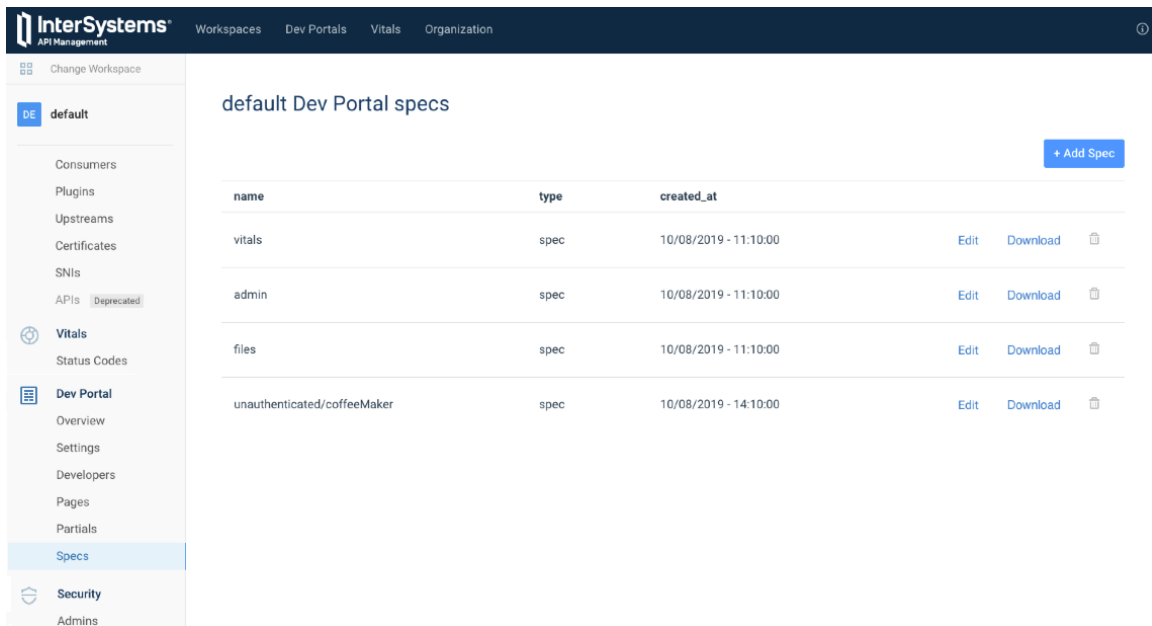 InterSystems®
API Management
Workspaces Dev Portals Vitals Organization
Change Workspace
DE default
Consumers
Plugins
Upstreams
Certificates
SNIs
APIs Deprecated
Vitals
Status Codes
Dev Portal
Overview
Settings
Developers
Pages
Partials
Specs
Security
Admins
default Dev Portal specs
+ Add Spec
name type created_at
vitals spec 10/08/2019 - 11:10:00 Edit Download
admin spec 10/08/2019 - 11:10:00 Edit Download
files spec 10/08/2019 - 11:10:00 Edit Download
unauthenticated/coffeeMaker spec 10/08/2019 - 14:10:00 Edit Download